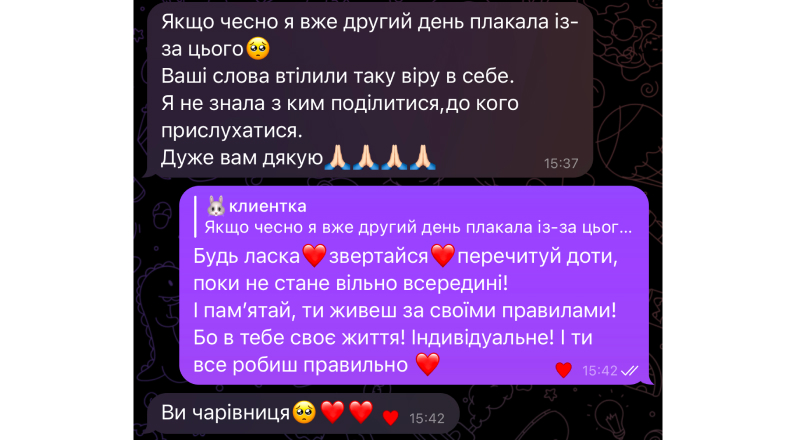 Якщо чесно я вже другий день плакала із-
за цього🥺
Ваші слова втілили таку віру в себе.
Я не знала з ким поділитися,до кого
прислухатися.
Дуже вам дякую🙏🏻🙏🏻🙏🏻🙏🏻
15:37
🐰клиентка
Якщо чесно я вже другий день плакала із-за цьог...
Будь ласка❤️звертайся❤️перечитуй доти,
поки не стане вільно всередині!
І пам’ятай, ти живеш за своїми правилами!
Бо в тебе своє життя! Індивідуальне! І ти
все робиш правильно ❤️
❤️ 15:42
Ви чарівниця🥺❤️❤️ ❤️ 15:42